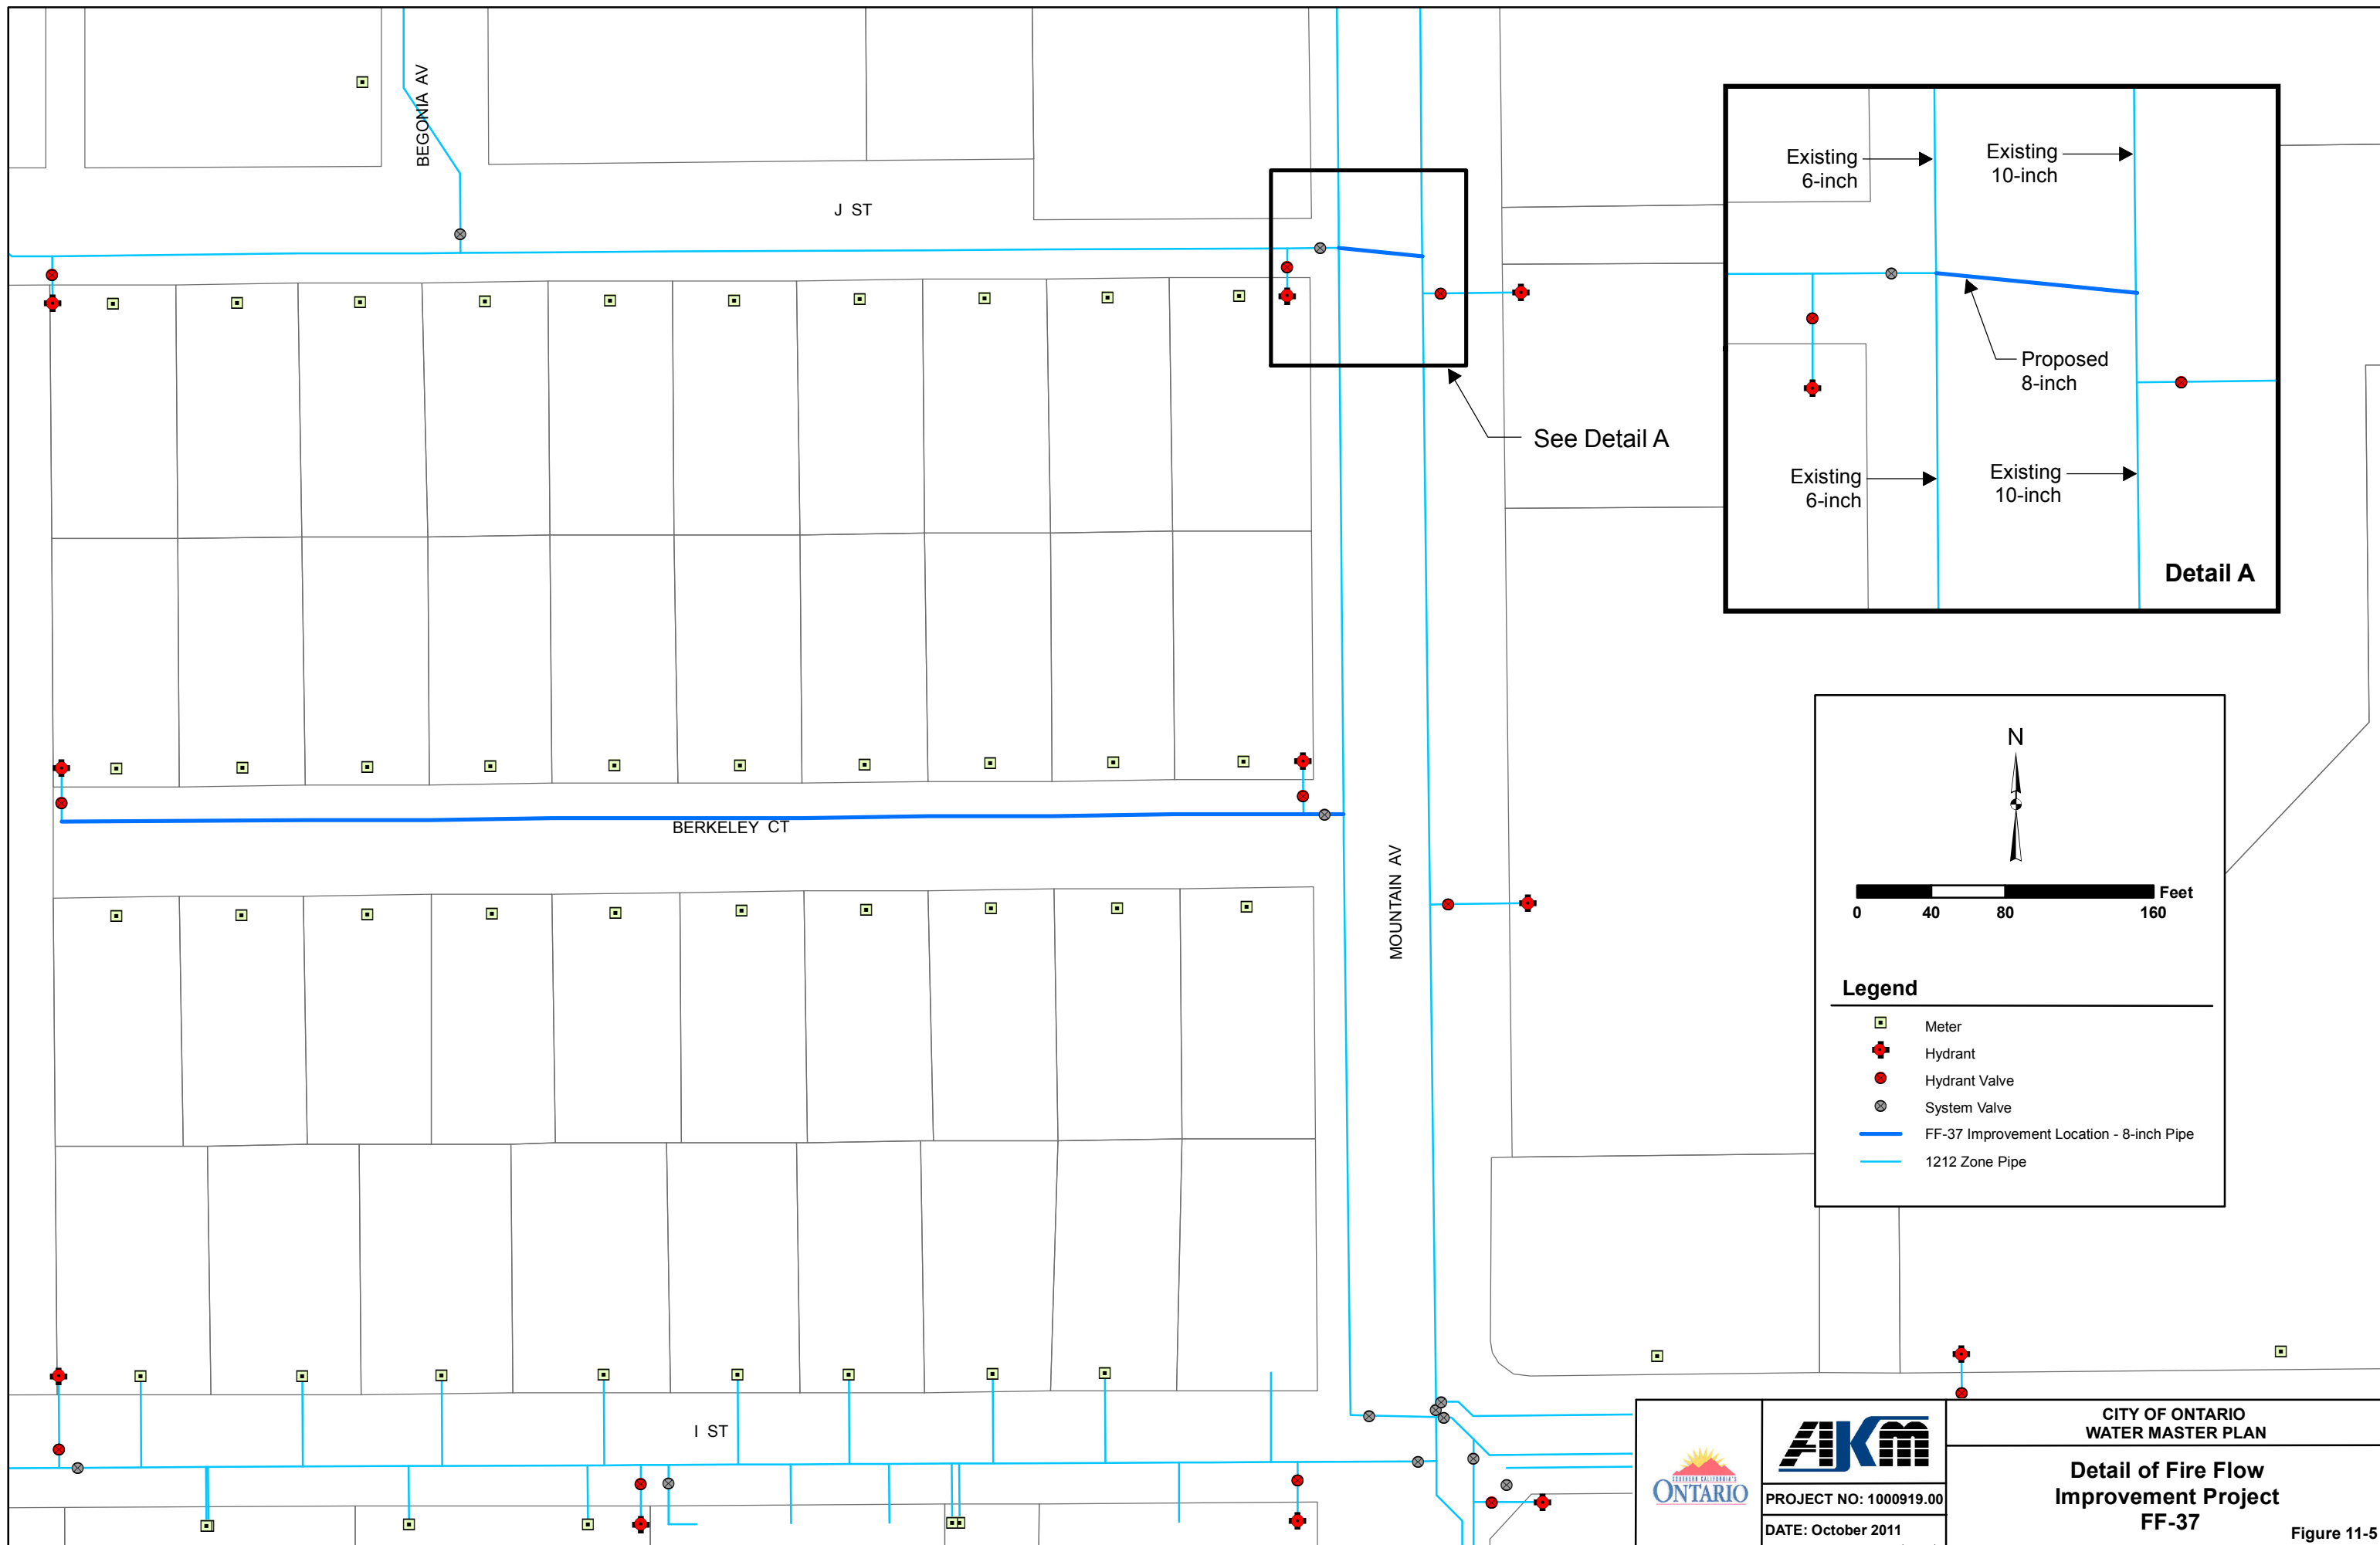 BEGONIA AV
J ST
See Detail A
Existing
6-inch
Existing
10-inch
Proposed
8-inch
Existing
6-inch
Existing
10-inch
Detail A
BERKELEY CT
MOUNTAIN AV
I ST
N
Feet
0 40 80 160
Legend
Meter
Hydrant
Hydrant Valve
System Valve
FF-37 Improvement Location - 8-inch Pipe
1212 Zone Pipe
SOUTHERN CALIFORNIA'S
ONTARIO
AKM
PROJECT NO: 1000919.00
DATE: October 2011
CITY OF ONTARIO
WATER MASTER PLAN
Detail of Fire Flow
Improvement Project
FF-37
Figure 11-5